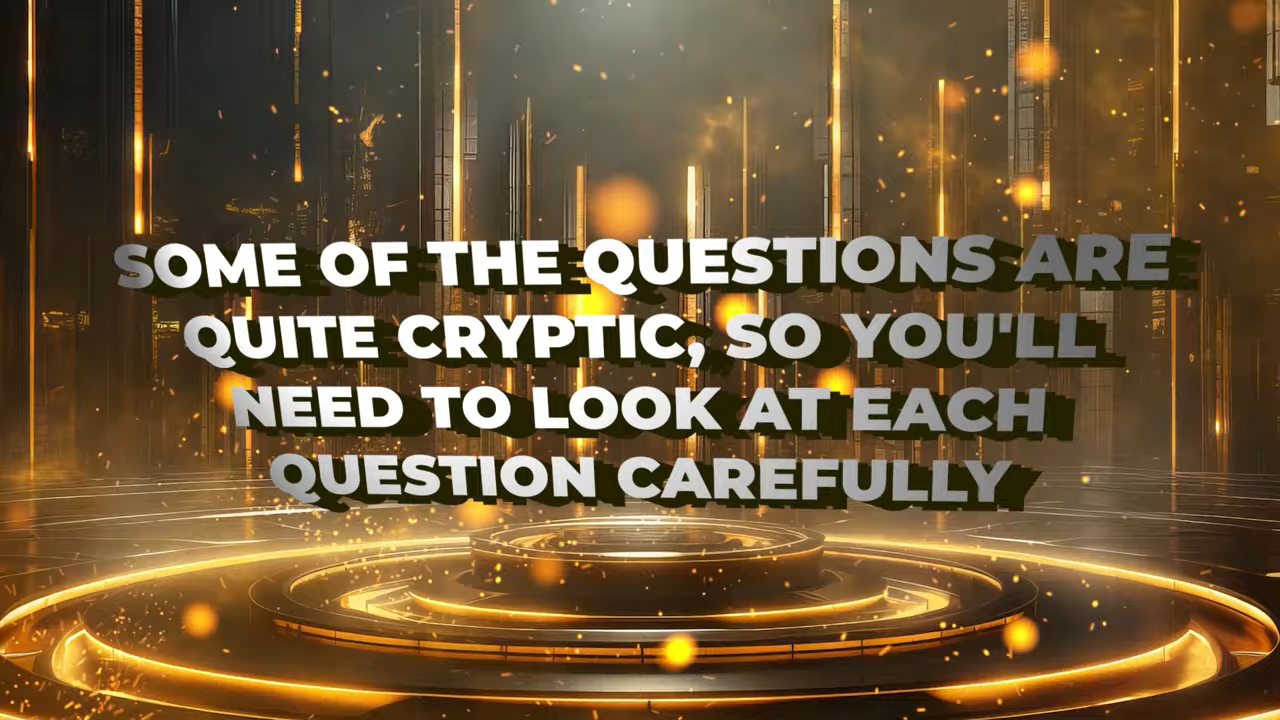 SOME OF THE QUESTIONS ARE
QUITE CRYPTIC, SO YOU'LL
NEED TO LOOK AT EACH
QUESTION CAREFULLY